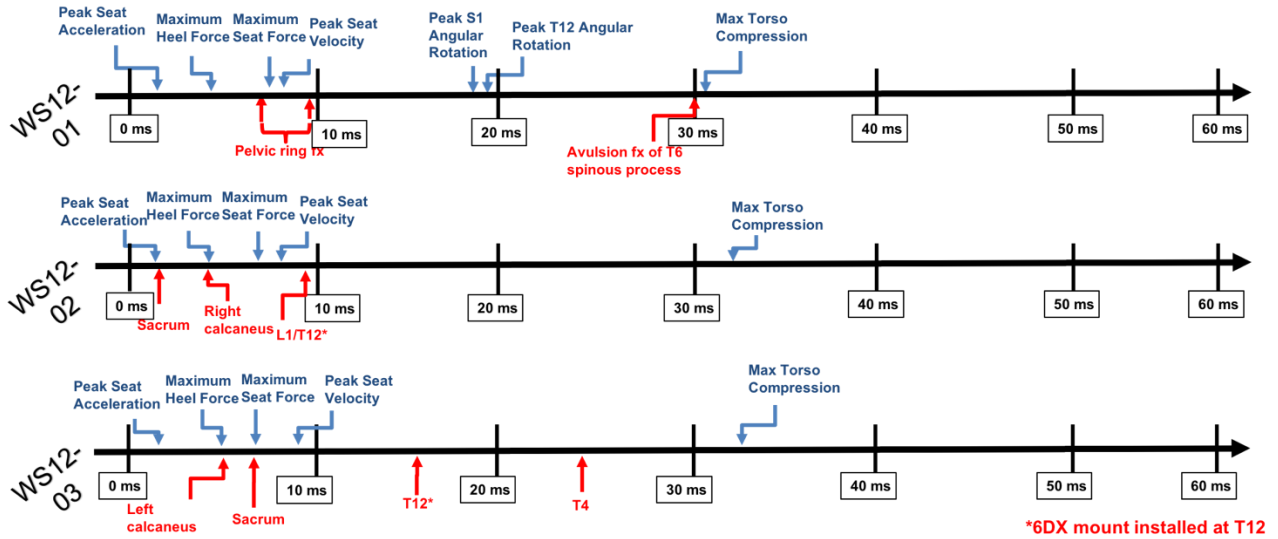 Peak Seat
Acceleration
Maximum
Heel Force
Maximum
Seat Force
Peak Seat
Velocity
Peak S1
Angular
Rotation
Peak T12 Angular
Rotation
Max Torso
Compression
WS12-
01
0 ms
10 ms
20 ms
30 ms
40 ms
50 ms
60 ms
Pelvic ring fx
Avulsion fx of T6
spinous process
Peak Seat
Acceleration
Maximum
Heel Force
Maximum
Seat Force
Peak Seat
Velocity
Max Torso
Compression
WS12-
02
0 ms
10 ms
20 ms
30 ms
40 ms
50 ms
60 ms
Sacrum
Right
calcaneus
L1/T12*
Peak Seat
Acceleration
Maximum
Heel Force
Maximum
Seat Force
Peak Seat
Velocity
Max Torso
Compression
WS12-
03
0 ms
10 ms
20 ms
30 ms
40 ms
50 ms
60 ms
Left
calcaneus
Sacrum
T12*
T4
*6DX mount installed at T12